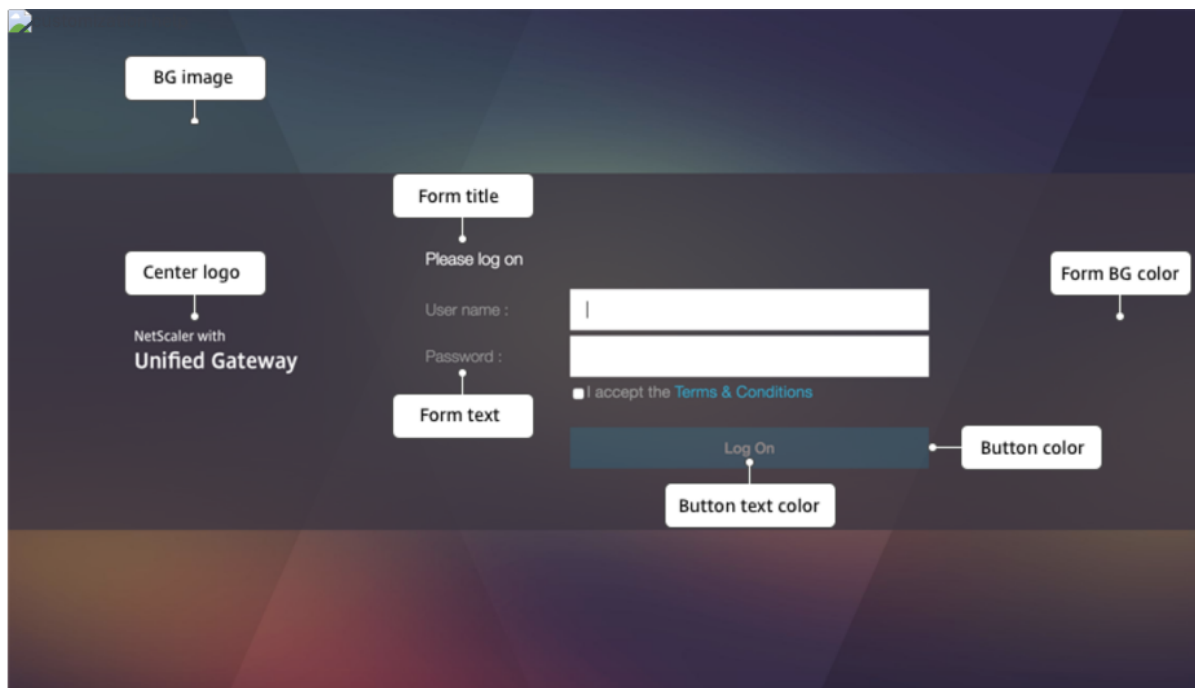 BG image
Form title
Please log on
Center logo
Form BG color
User name :
NetScaler with
Unified Gateway
Password :
I accept the Terms & Conditions
Form text
Log On
Button color
Button text color